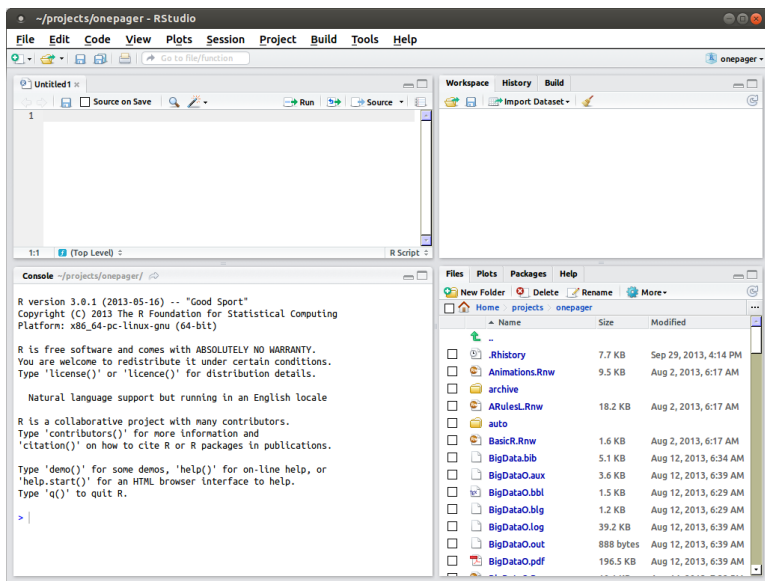 ~/projects/onepager - RStudio
File Edit Code View Plots Session Project Build Tools Help
Go to file/function
onepager
Untitled1
Source on Save Run Source
1
1:1 (Top Level) R Script
Console ~/projects/onepager/
R version 3.0.1 (2013-05-16) -- "Good Sport"
Copyright (C) 2013 The R Foundation for Statistical Computing
Platform: x86_64-pc-linux-gnu (64-bit)
R is free software and comes with ABSOLUTELY NO WARRANTY.
You are welcome to redistribute it under certain conditions.
Type 'license()' or 'licence()' for distribution details.
Natural language support but running in an English locale
R is a collaborative project with many contributors.
Type 'contributors()' for more information and
'citation()' on how to cite R or R packages in publications.
Type 'demo()' for some demos, 'help()' for on-line help, or
'help.start()' for an HTML browser interface to help.
Type 'q()' to quit R.
>
Workspace History Build
Import Dataset
Files Plots Packages Help
New Folder Delete Rename More
Home projects onepager ...
Name Size Modified
..
.Rhistory 7.7 KB Sep 29, 2013, 4:14 PM
Animations.Rnw 9.5 KB Aug 2, 2013, 6:17 AM
archive
ARulesL.Rnw 18.2 KB Aug 2, 2013, 6:17 AM
auto
BasicR.Rnw 1.6 KB Aug 2, 2013, 6:17 AM
BigData.bib 5.1 KB Aug 12, 2013, 6:34 AM
BigDataO.aux 3.6 KB Aug 12, 2013, 6:39 AM
BigDataO.bbl 1.5 KB Aug 12, 2013, 6:29 AM
BigDataO.blg 1.2 KB Aug 12, 2013, 6:29 AM
BigDataO.log 39.2 KB Aug 12, 2013, 6:39 AM
BigDataO.out 888 bytes Aug 12, 2013, 6:39 AM
BigDataO.pdf 196.5 KB Aug 12, 2013, 6:39 AM